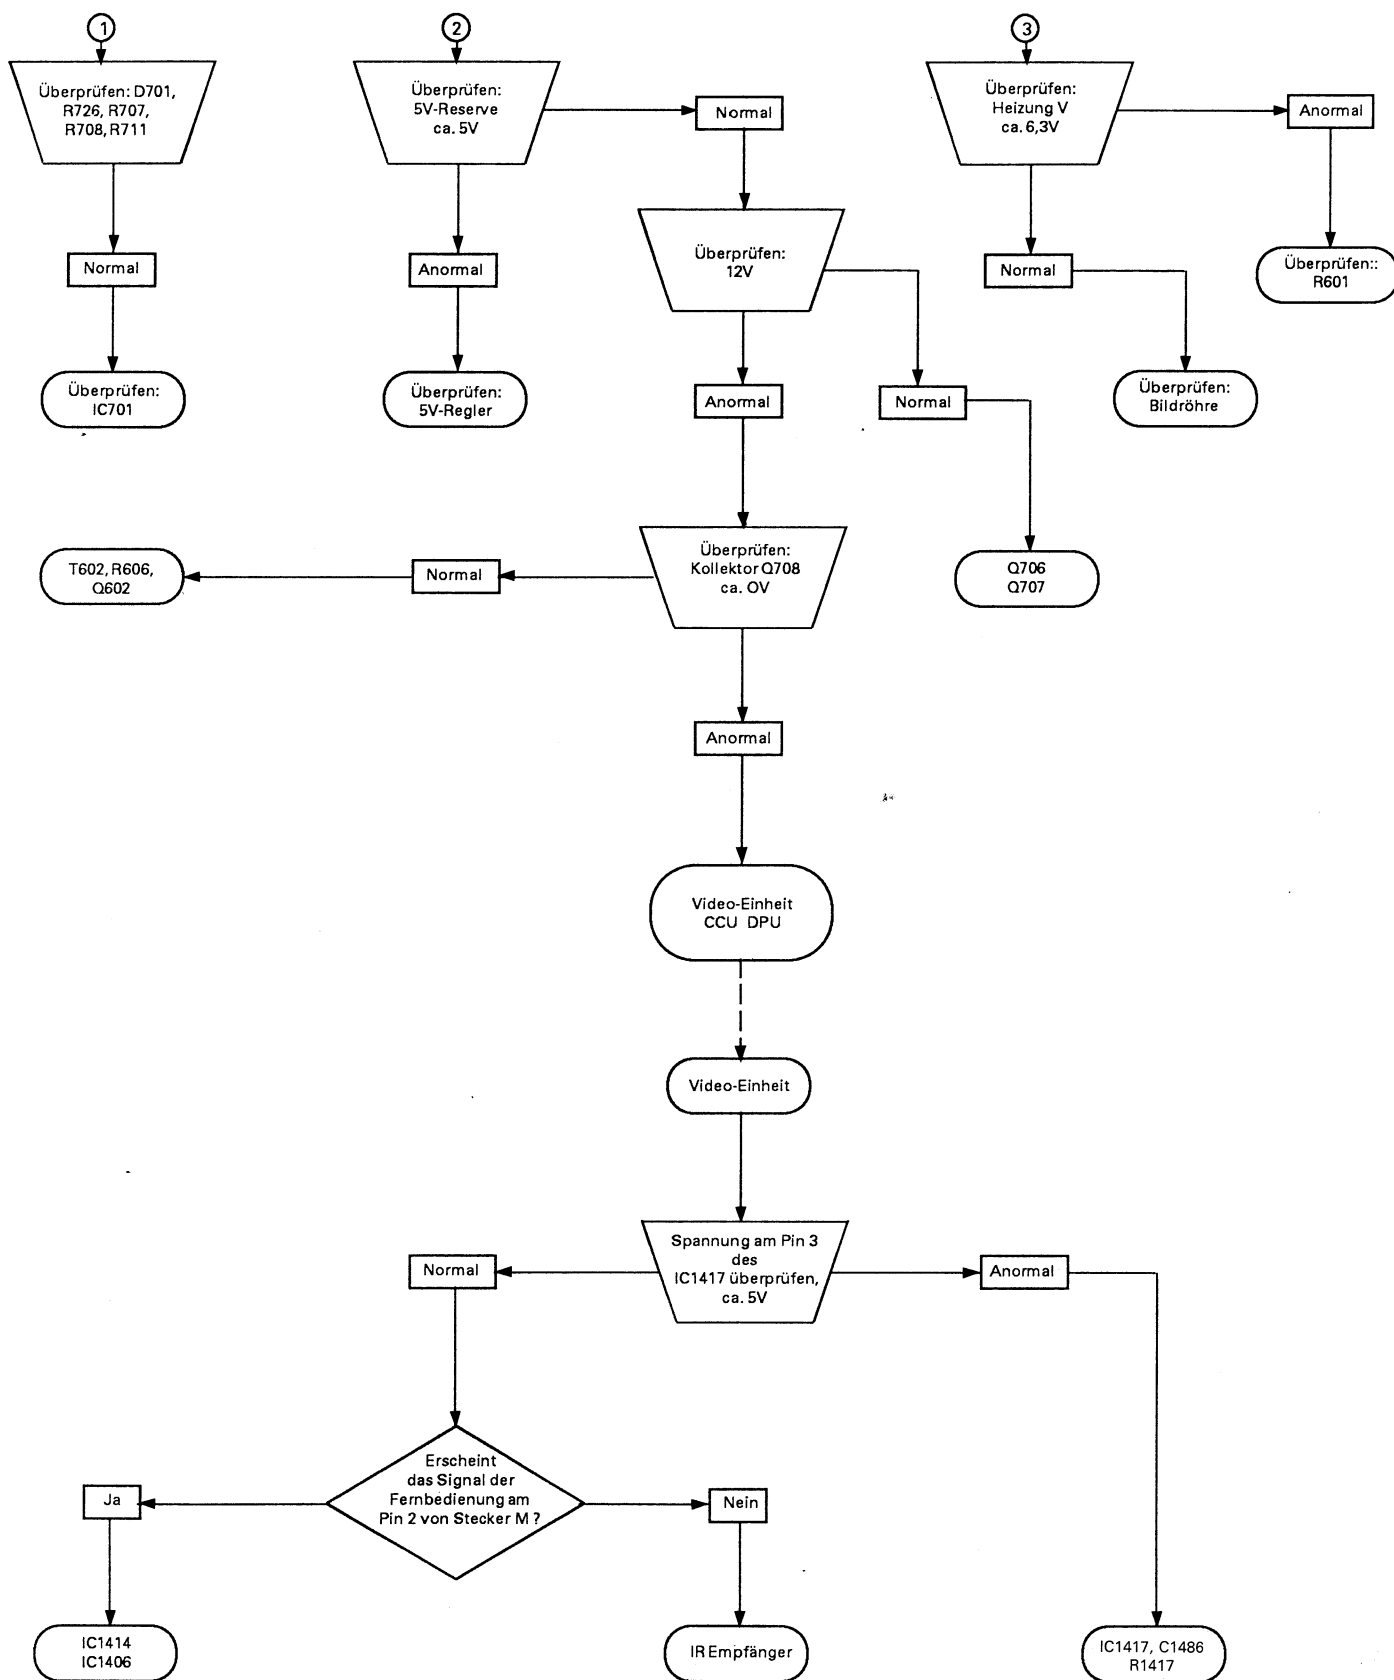 1
2
3
Überprüfen: D701,
R726, R707,
R708, R711
Überprüfen:
5V-Reserve
ca. 5V
Normal
Überprüfen:
Heizung V
ca. 6,3V
Anormal
Normal
Anormal
Überprüfen:
12V
Normal
Überprüfen::
R601
Überprüfen:
IC701
Überprüfen:
5V-Regler
Anormal
Normal
Überprüfen:
Bildröhre
T602, R606,
Q602
Normal
Überprüfen:
Kollektor Q708
ca. OV
Q706
Q707
Anormal
Video-Einheit
CCU DPU
Video-Einheit
Normal
Spannung am Pin 3
des
IC1417 überprüfen,
ca. 5V
Anormal
Ja
Erscheint
das Signal der
Fernbedienung am
Pin 2 von Stecker M ?
Nein
IC1414
IC1406
IR Empfänger
IC1417, C1486
R1417